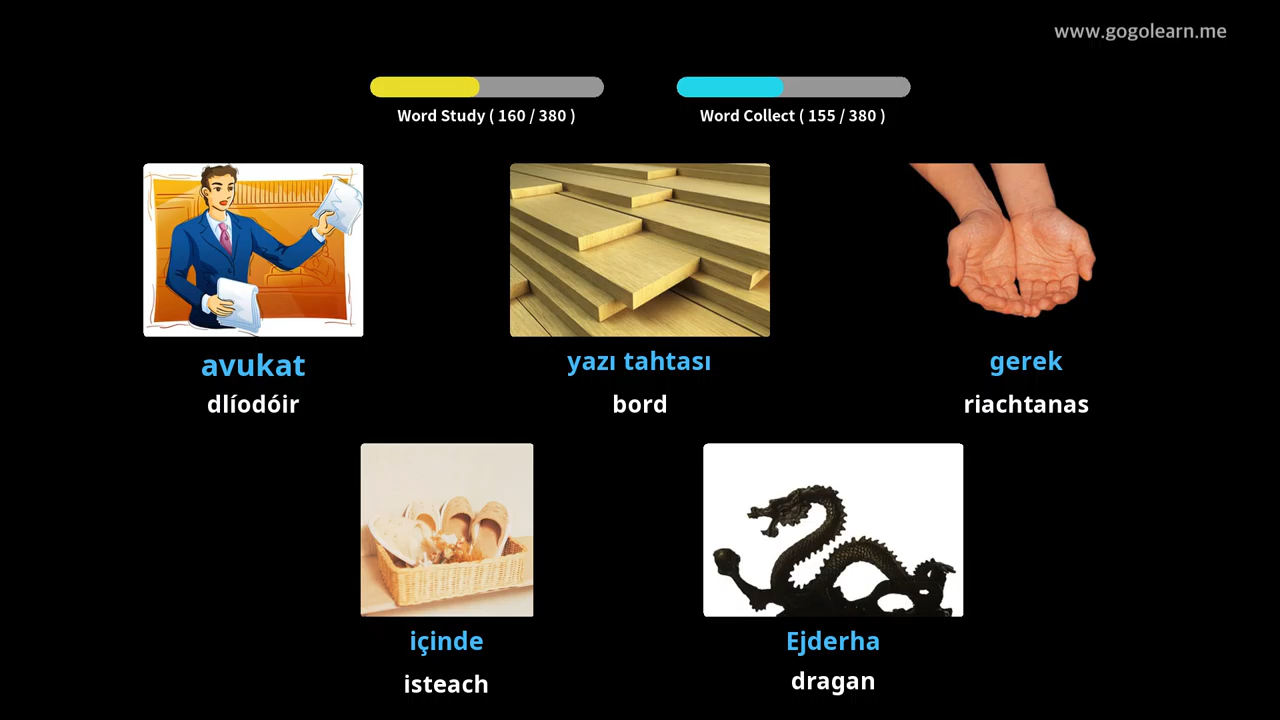 www.gogolearn.me
Word Study ( 160 / 380 )
Word Collect ( 155 / 380 )
avukat
dlíodóir
yazı tahtası
bord
gerek
riachtanas
içinde
isteach
Ejderha
dragan